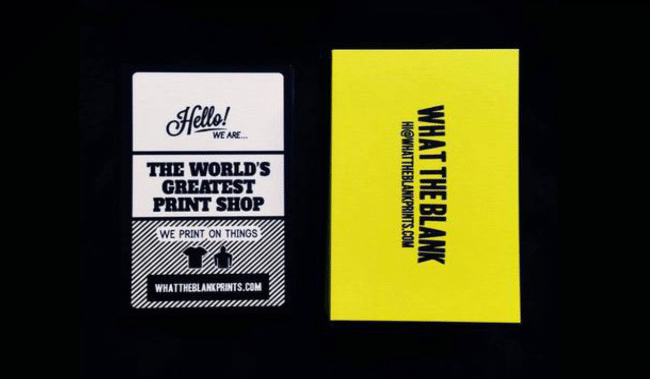 Hello!
WE ARE...
THE WORLD'S
GREATEST
PRINT SHOP
WE PRINT ON THINGS
WHATTHEBLANKPRINTS.COM
WHAT THE BLANK
HI@WHATTHEBLANKPRINTS.COM